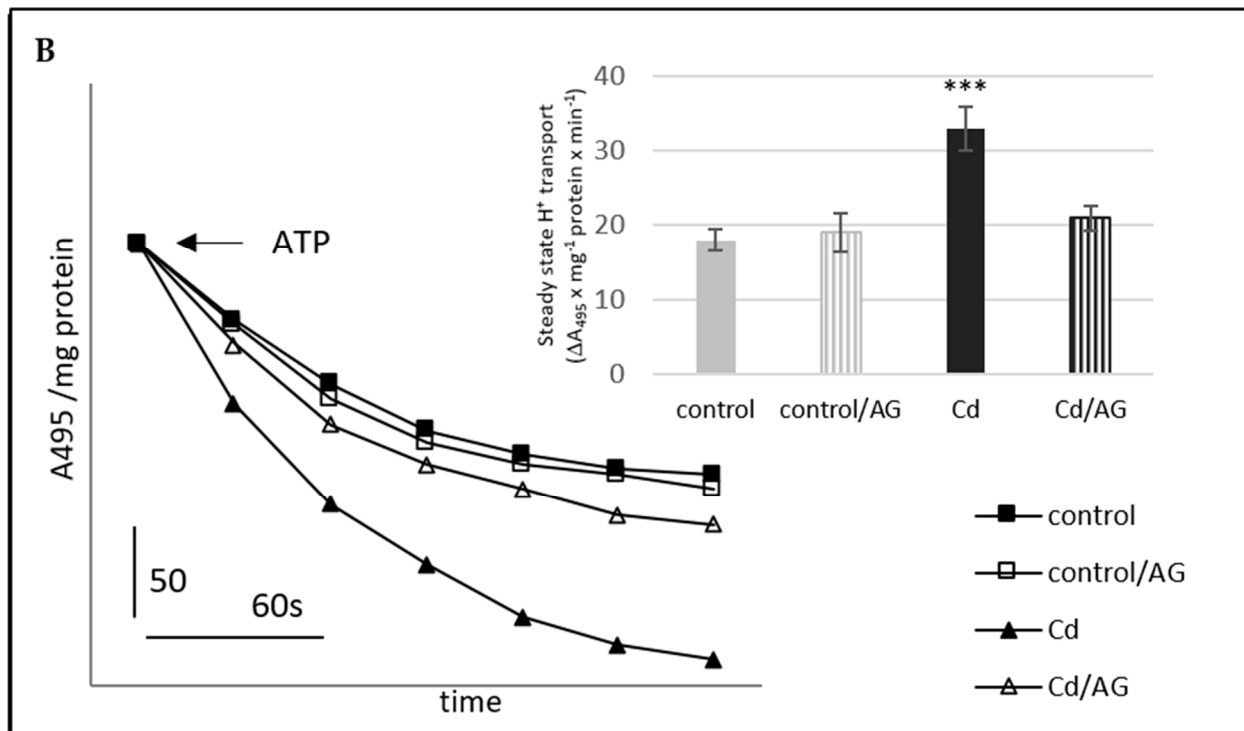 B
A495 /mg protein
ATP
50
60s
time
Steady state H⁺ transport
(ΔA₄₉₅ x mg⁻¹ protein x min⁻¹)
40
30
20
10
0
***
control
control/AG
Cd
Cd/AG
control
control/AG
Cd
Cd/AG